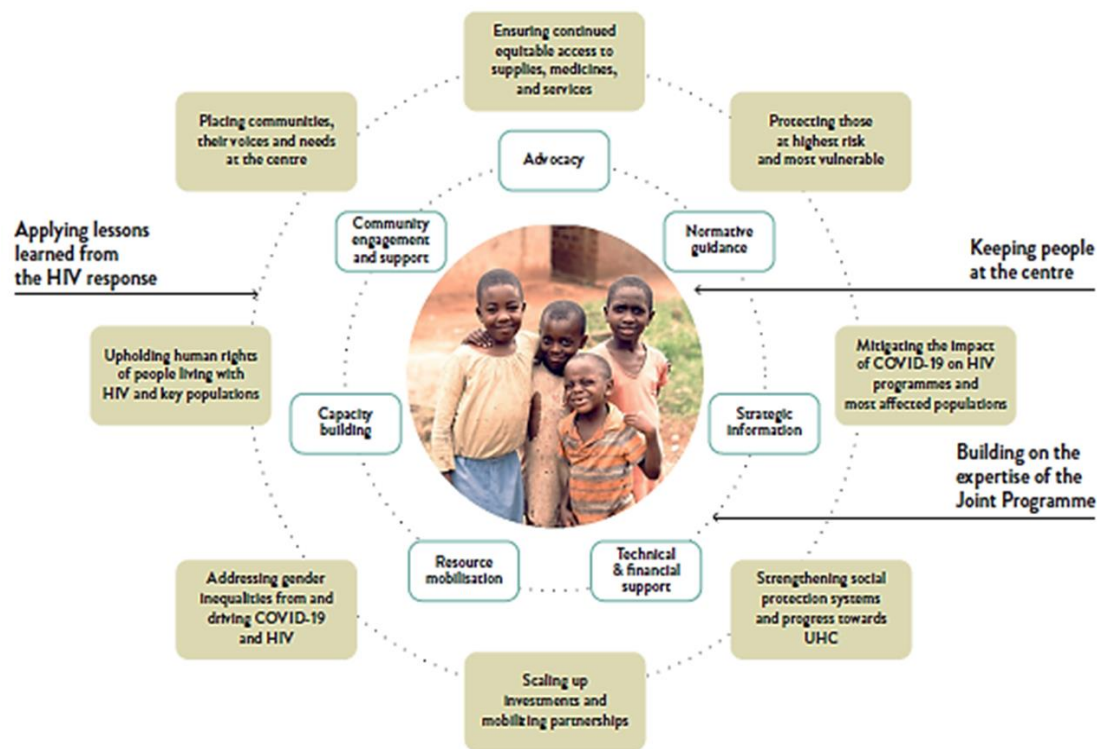 Ensuring continued
equitable access to
supplies, medicines,
and services
Placing communities,
their voices and needs
at the centre
Protecting those
at highest risk
and most vulnerable
Advocacy
Community
engagement
and support
Normative
guidance
Applying lessons
learned from
the HIV response
Keeping people
at the centre
Upholding human rights
of people living with
HIV and key populations
Mitigating the impact
of COVID-19 on HIV
programmes and
most affected populations
Capacity
building
Strategic
information
Building on the
expertise of the
Joint Programme
Resource
mobilisation
Technical
& financial
support
Addressing gender
inequalities from and
driving COVID-19
and HIV
Strengthening social
protection systems
and progress towards
UHC
Scaling up
investments and
mobilizing partnerships